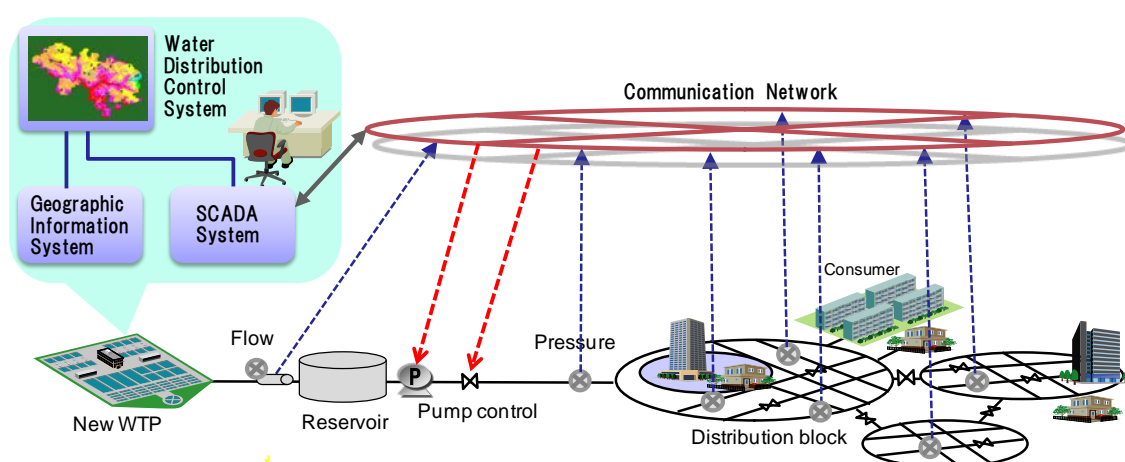 Water
Distribution
Control
System
Communication Network
Geographic
Information
System
SCADA
System
Consumer
Flow
Pressure
P
New WTP
Reservoir
Pump control
Distribution block